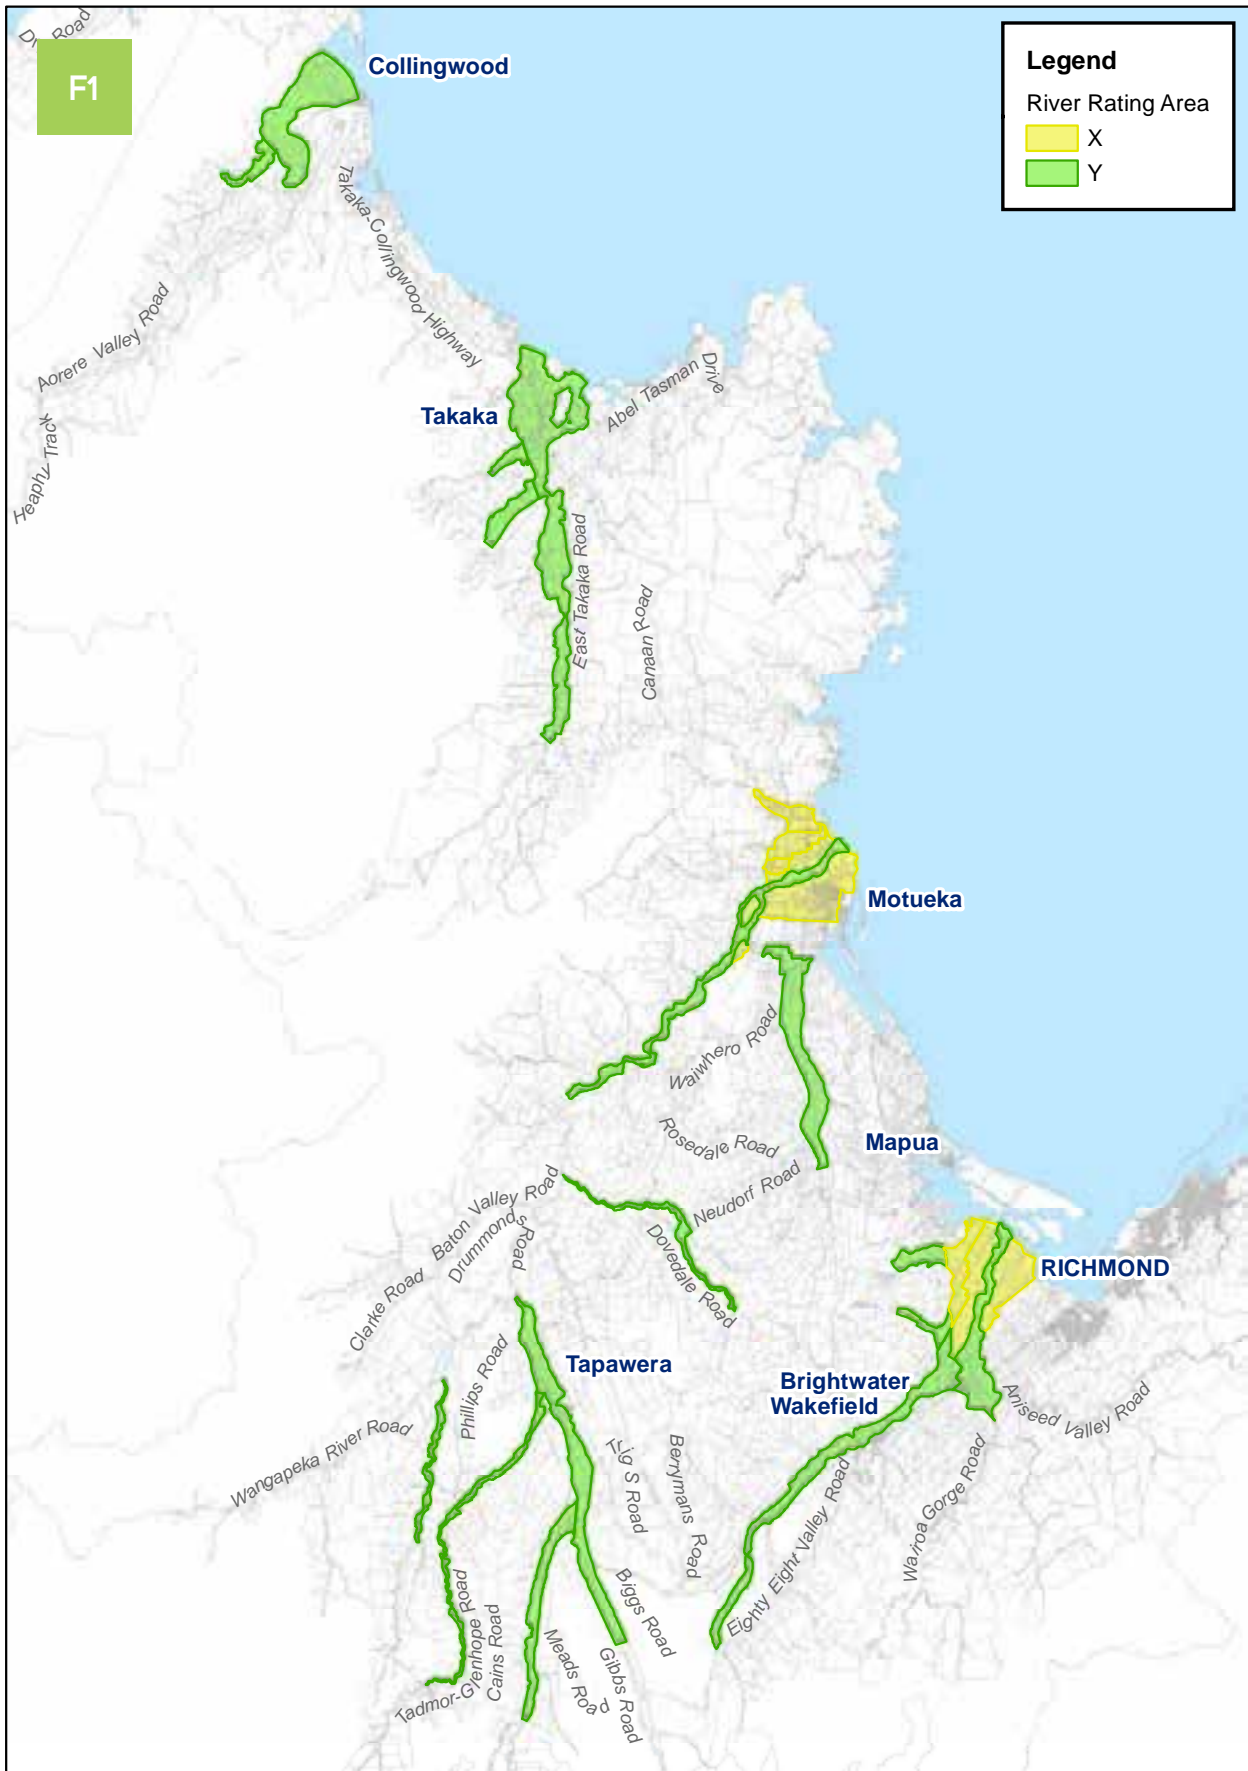 F1
Collingwood
Legend
River Rating Area
X
Y
Takaka-Collingwood Highway
Aorere Valley Road
Heaphy Track
Takaka
Abel Tasman Drive
East Takaka Road
Canaan Road
Motueka
Waiwhero Road
Rosedale Road
Mapua
Neudorf Road
Baton Valley Road
Drummonds Road
Clarke Road
Dovedale Road
RICHMOND
Tapawera
Phillips Road
Brightwater
Wakefield
Aniseed Valley Road
Wangapeka River Road
Trig S Road
Berrymans Road
Eighty Eight Valley Road
Wairoa Gorge Road
Biggs Road
Tadmor-Glenhope Road
Cains Road
Meads Road
Gibbs Road